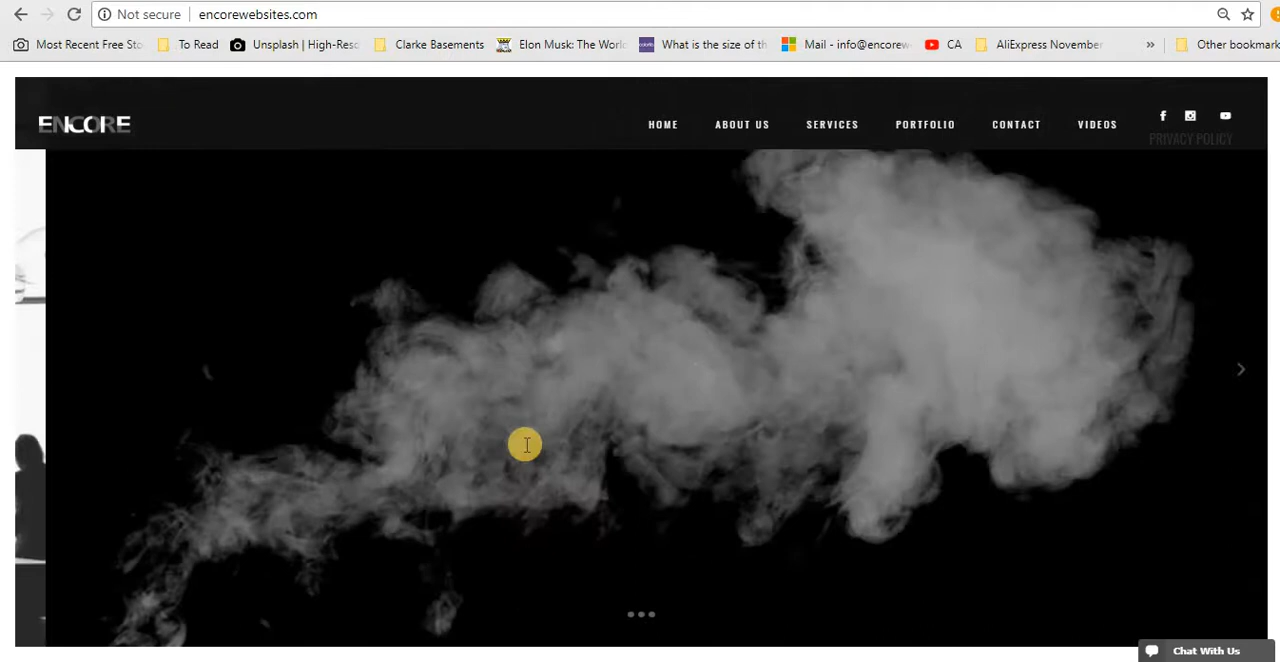 Not secure encorewebsites.com
Most Recent Free Sto To Read Unsplash | High-Reso Clarke Basements Elon Musk: The World What is the size of th Mail - info@encorew CA AliExpress November » Other bookmark
ENCORE HOME ABOUT US SERVICES PORTFOLIO CONTACT VIDEOS
PRIVACY POLICY
Chat With Us